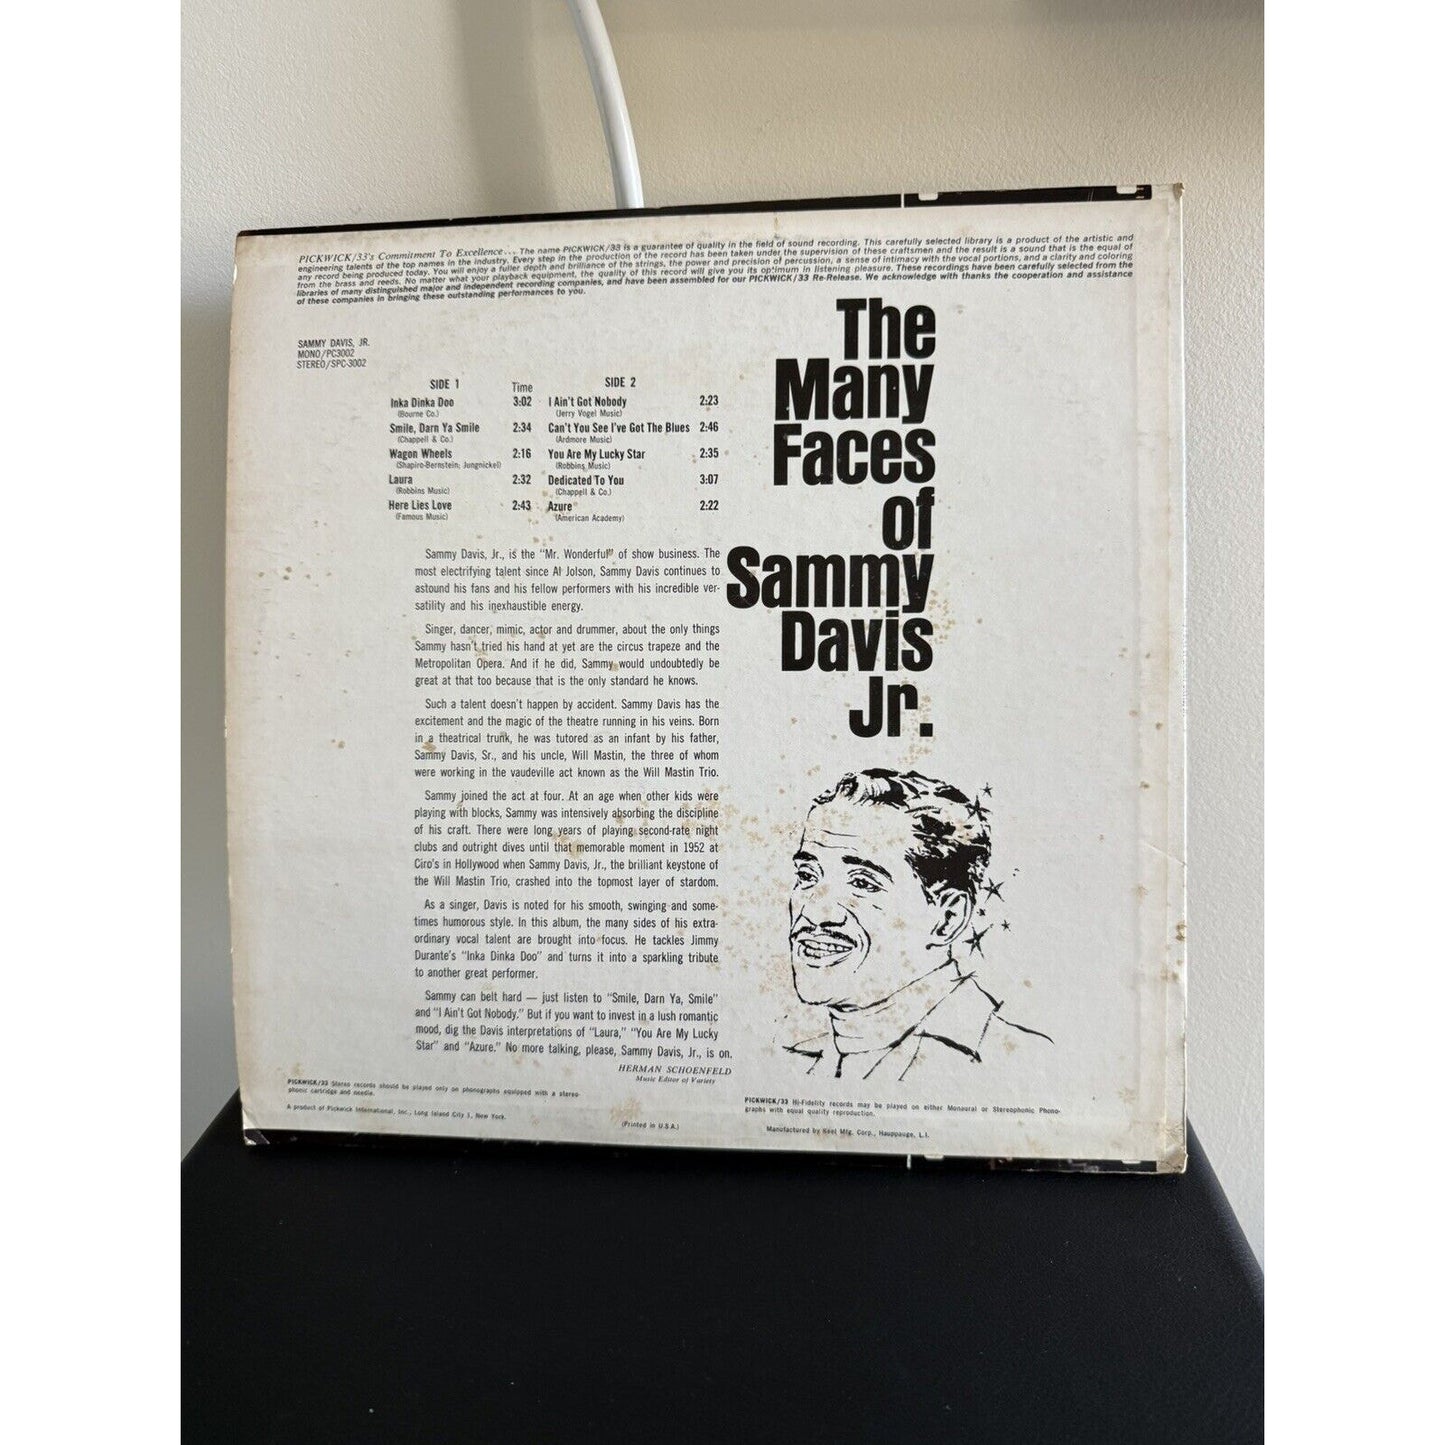 PICKWICK/33's Commitment To Excellence... The name PICKWICK/33 is a guarantee of quality in the field of sound recording. This carefully selected library is a product of the artistic and
engineering talents of the top names in the industry. Every step in the production of the record has been taken under the supervision of these craftsmen and the result is a sound that is the equal of
any record being produced today. You will enjoy a fuller depth and brilliance of the strings, the power and precision of percussion, a sense of intimacy with the vocal portions, and a clarity and coloring
from the brass and reeds. No matter what your playback equipment, the quality of this record will give you its optimum in listening pleasure. These recordings have been carefully selected from the
libraries of many distinguished major and independent recording companies, and have been assembled for our PICKWICK/33 Re-Release. We acknowledge with thanks the cooperation and assistance
of these companies in bringing these outstanding performances to you.
SAMMY DAVIS, JR.
MONO/PC3002
STEREO/SPC-3002
SIDE 1 Time
Inka Dinka Doo 3:02
(Bourne Co.)
Smile, Darn Ya Smile 2:34
(Chappell & Co.)
Wagon Wheels 2:16
(Shapiro-Bernstein; Jungnickel)
Laura 2:32
(Robbins Music)
Here Lies Love 2:43
(Famous Music)
SIDE 2
I Ain't Got Nobody 2:23
(Jerry Vogel Music)
Can't You See I've Got The Blues 2:46
(Ardmore Music)
You Are My Lucky Star 2:35
(Robbins Music)
Dedicated To You 3:07
(Chappell & Co.)
Azure 2:22
(American Academy)
The
Many
Faces
of
Sammy
Davis
Jr.
Sammy Davis, Jr., is the "Mr. Wonderful" of show business. The
most electrifying talent since Al Jolson, Sammy Davis continues to
astound his fans and his fellow performers with his incredible ver-
satility and his inexhaustible energy.
Singer, dancer, mimic, actor and drummer, about the only things
Sammy hasn't tried his hand at yet are the circus trapeze and the
Metropolitan Opera. And if he did, Sammy would undoubtedly be
great at that too because that is the only standard he knows.
Such a talent doesn't happen by accident. Sammy Davis has the
excitement and the magic of the theatre running in his veins. Born
in a theatrical trunk, he was tutored as an infant by his father,
Sammy Davis, Sr., and his uncle, Will Mastin, the three of whom
were working in the vaudeville act known as the Will Mastin Trio.
Sammy joined the act at four. At an age when other kids were
playing with blocks, Sammy was intensively absorbing the discipline
of his craft. There were long years of playing second-rate night
clubs and outright dives until that memorable moment in 1952 at
Ciro's in Hollywood when Sammy Davis, Jr., the brilliant keystone of
the Will Mastin Trio, crashed into the topmost layer of stardom.
As a singer, Davis is noted for his smooth, swinging and some-
times humorous style. In this album, the many sides of his extra-
ordinary vocal talent are brought into focus. He tackles Jimmy
Durante's "Inka Dinka Doo" and turns it into a sparkling tribute
to another great performer.
Sammy can belt hard — just listen to "Smile, Darn Ya, Smile"
and "I Ain't Got Nobody." But if you want to invest in a lush romantic
mood, dig the Davis interpretations of "Laura," "You Are My Lucky
Star" and "Azure." No more talking, please, Sammy Davis, Jr., is on.
HERMAN SCHOENFELD
Music Editor of Variety
PICKWICK/33 Stereo records should be played only on phonographs equipped with a stereo-
phonic cartridge and needle.
A product of Pickwick International, Inc., Long Island City 1, New York.
(Printed in U.S.A.)
PICKWICK/33 Hi-Fidelity records may be played on either Monaural or Stereophonic Phono-
graphs with equal quality reproduction.
Manufactured by Keel Mfg. Corp., Hauppauge, L.I.